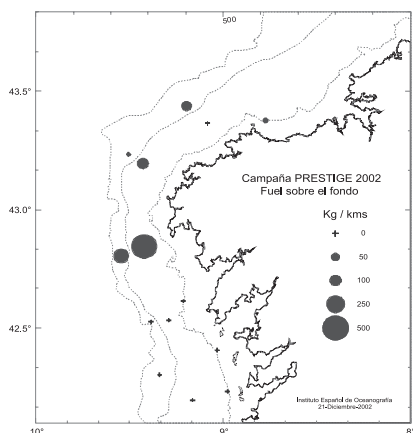 500
43.5°
Campaña PRESTIGE 2002
Fuel sobre el fondo
43.0°
Kg / kms
0
50
100
250
42.5°
500
Instituto Español de Oceanografía
21-Diciembre-2002
10°
9°
8°